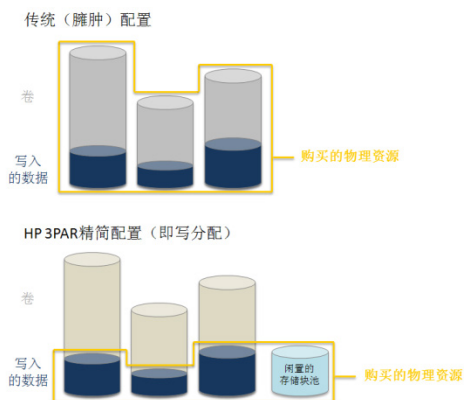 传统（臃肿）配置
卷
写入
的数据
购买的物理资源
HP 3PAR精简配置（即写分配）
卷
写入
的数据
闲置的
存储块池
购买的物理资源